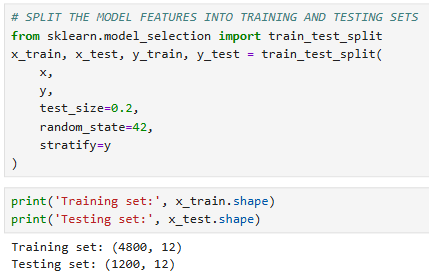 # SPLIT THE MODEL FEATURES INTO TRAINING AND TESTING SETS
from sklearn.model_selection import train_test_split
x_train, x_test, y_train, y_test = train_test_split(
    x,
    y,
    test_size=0.2,
    random_state=42,
    stratify=y
)
print('Training set:', x_train.shape)
print('Testing set:', x_test.shape)
Training set: (4800, 12)
Testing set: (1200, 12)